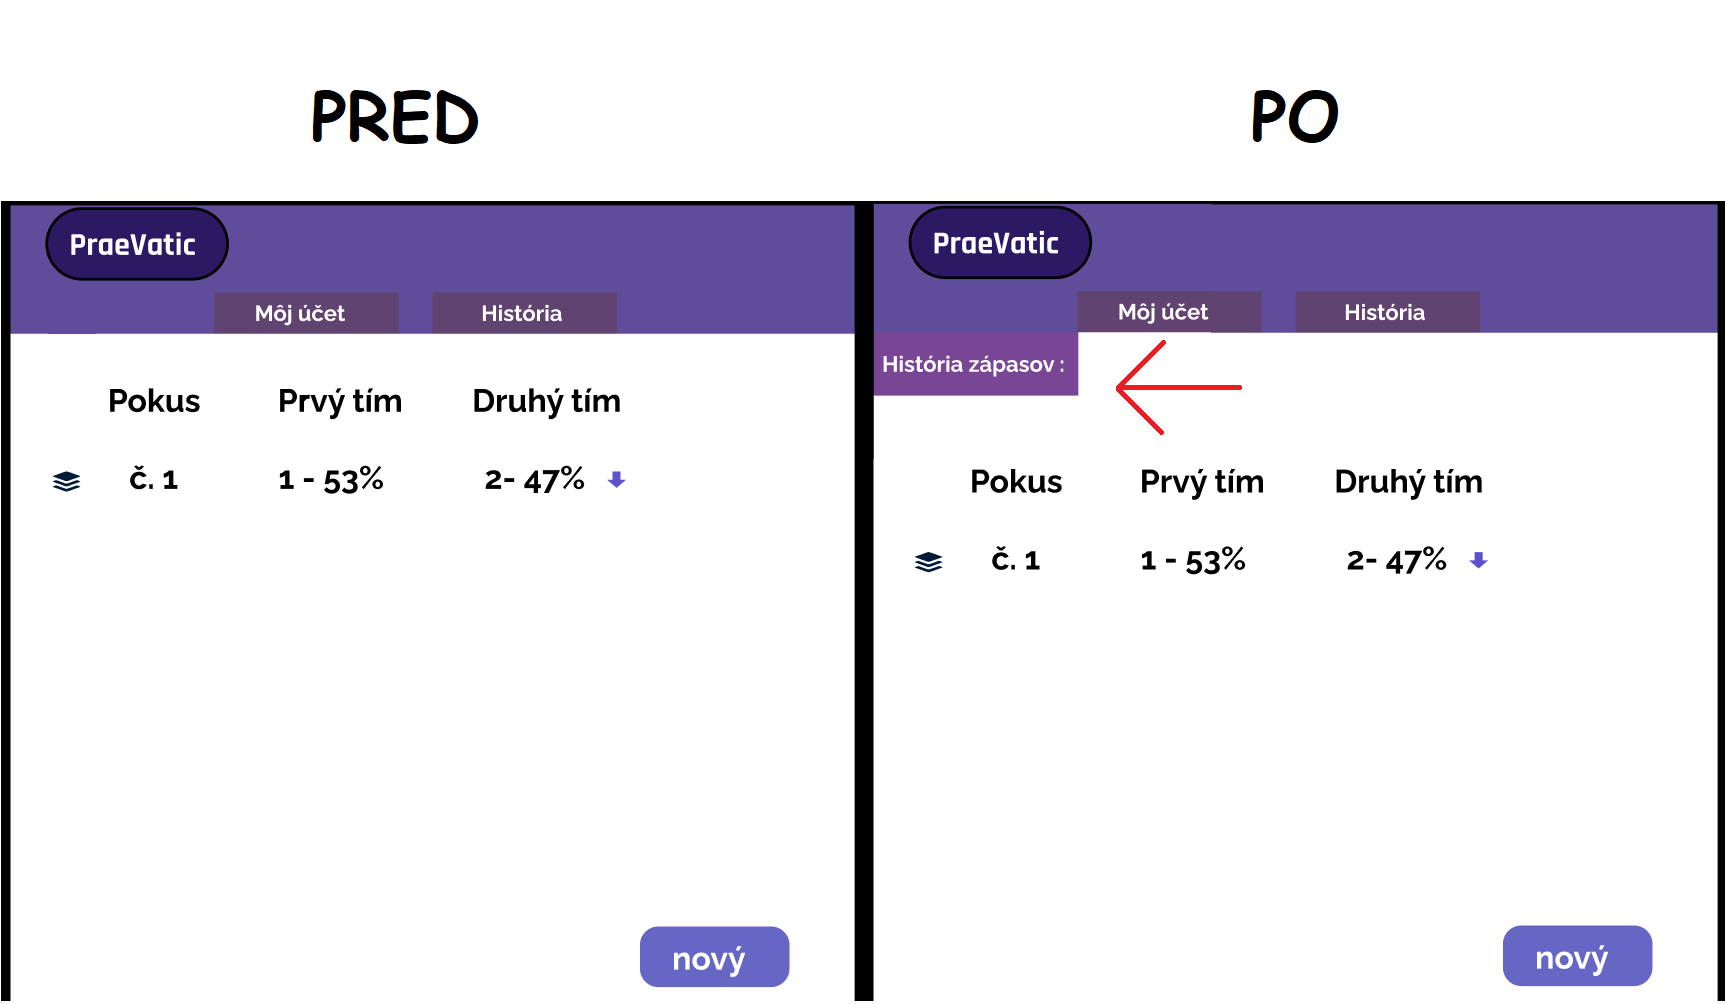 PRED
PraeVatic
Môj účet História
Pokus Prvý tím Druhý tím
č. 1 1 - 53% 2- 47%
nový
PO
PraeVatic
Môj účet História
História zápasov :
Pokus Prvý tím Druhý tím
č. 1 1 - 53% 2- 47%
nový